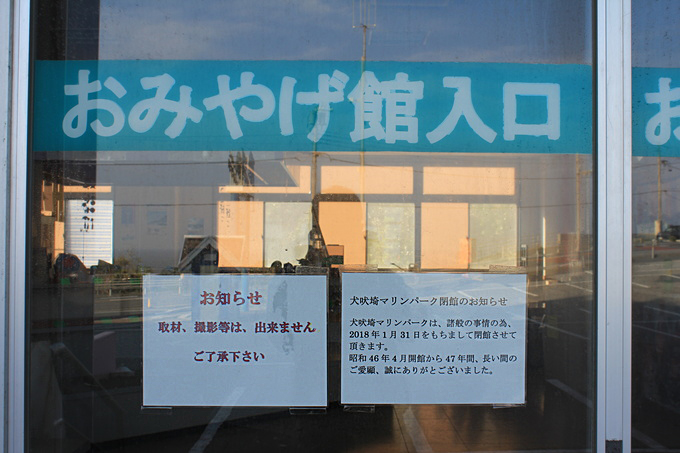 おみやげ館入口
お
お知らせ
取材、撮影等は、出来ません
ご了承下さい
犬吠埼マリンパーク閉館のお知らせ
犬吠埼マリンパークは、諸般の事情の為、
2018年1月31日をもちまして閉館させて
頂きます。
昭和46年4月開館から47年間、長い間の
ご愛顧、誠にありがとございました。